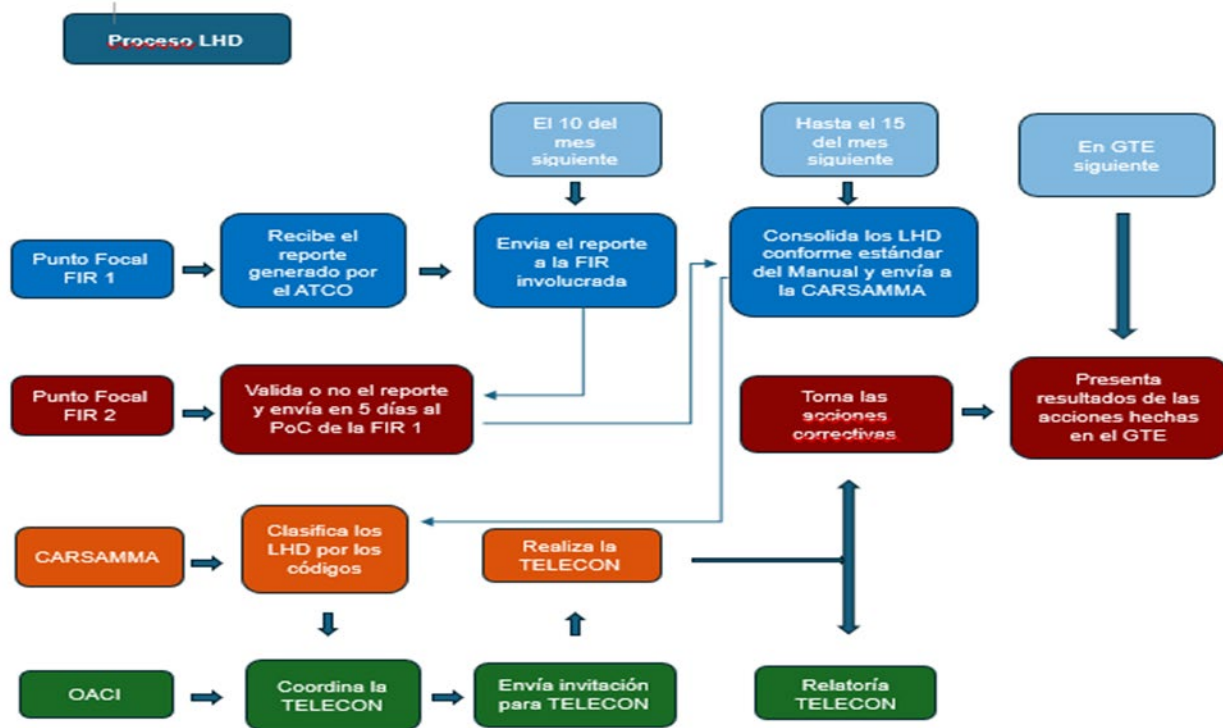 Proceso LHD
El 10 del
mes
siguiente
Hasta el 15
del mes
siguiente
En GTE
siguiente
Punto Focal
FIR 1
Recibe el
reporte
generado por
el ATCO
Envia el reporte
a la FIR
involucrada
Consolida los LHD
conforme estándar
del Manual y envía a
la CARSAMMA
Punto Focal
FIR 2
Valida o no el reporte
y envía en 5 días al
PoC de la FIR 1
Toma las
acciones
correctivas
Presenta
resultados de las
acciones hechas
en el GTE
CARSAMMA
Clasifica los
LHD por los
códigos
Realiza la
TELECON
OACI
Coordina la
TELECON
Envía invitación
para TELECON
Relatoría
TELECON